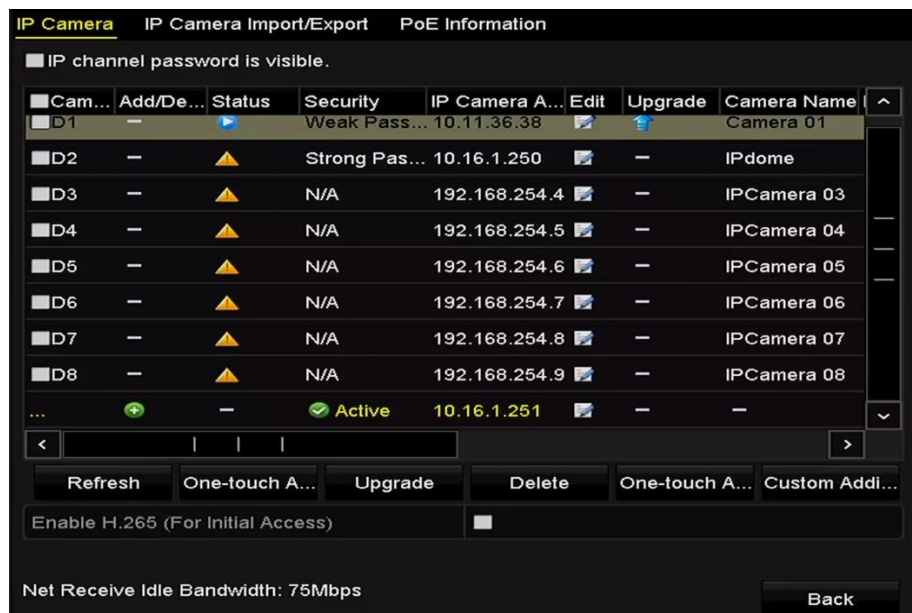 IP Camera IP Camera Import/Export PoE Information
IP channel password is visible.
Cam... Add/De... Status Security IP Camera A... Edit Upgrade Camera Name
D1 — Weak Pass... 10.11.36.38 Camera 01
D2 — Strong Pas... 10.16.1.250 — IPdome
D3 — N/A 192.168.254.4 — IPCamera 03
D4 — N/A 192.168.254.5 — IPCamera 04
D5 — N/A 192.168.254.6 — IPCamera 05
D6 — N/A 192.168.254.7 — IPCamera 06
D7 — N/A 192.168.254.8 — IPCamera 07
D8 — N/A 192.168.254.9 — IPCamera 08
... — Active 10.16.1.251 — —
Refresh One-touch A... Upgrade Delete One-touch A... Custom Addi...
Enable H.265 (For Initial Access)
Net Receive Idle Bandwidth: 75Mbps
Back